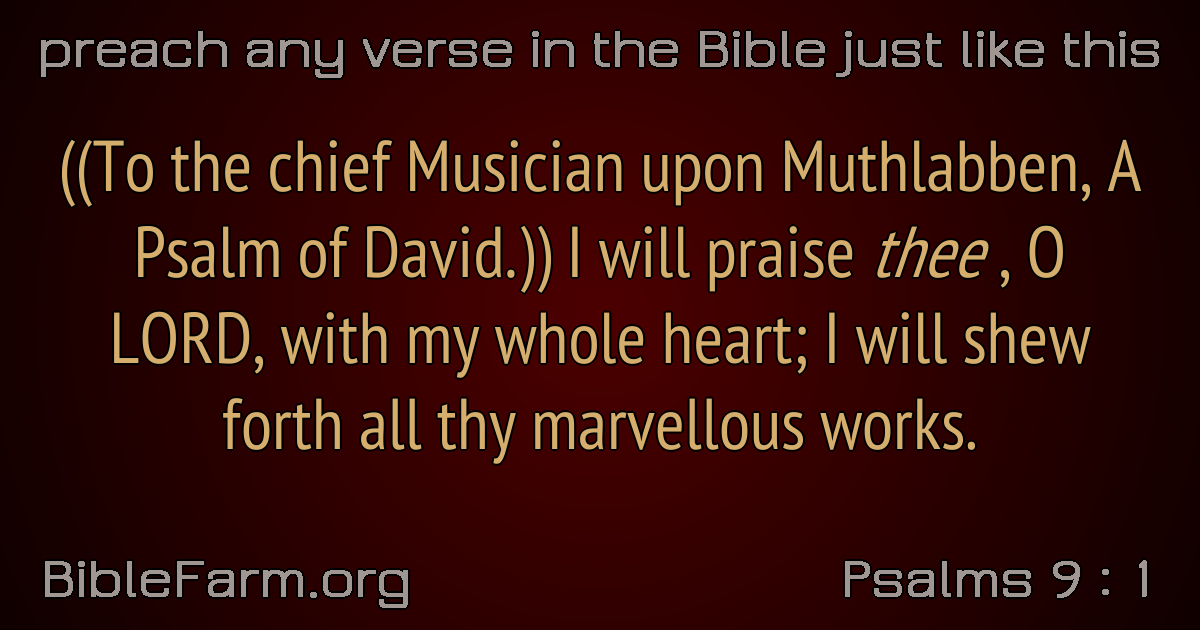 preach any verse in the Bible just like this
((To the chief Musician upon Muthlabben, A
Psalm of David.)) I will praise thee , O
LORD, with my whole heart; I will shew
forth all thy marvellous works.
BibleFarm.org
Psalms 9 : 1